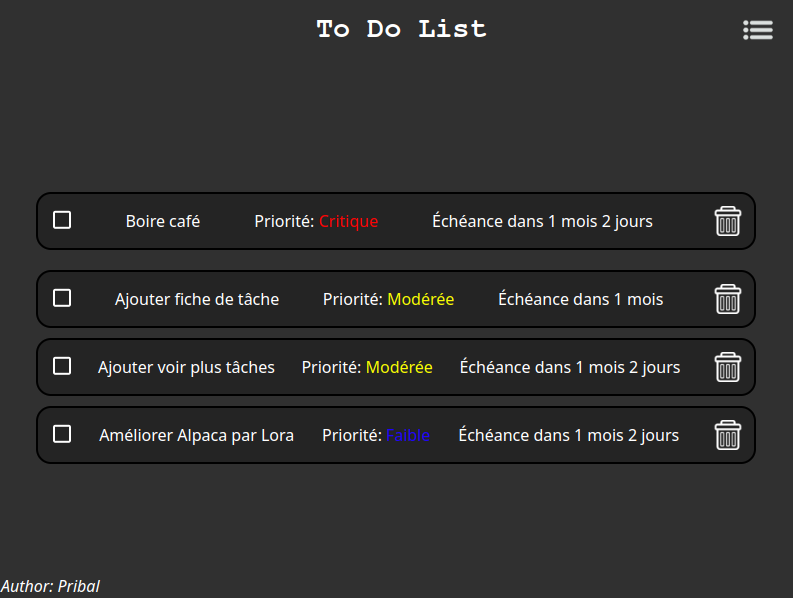 To Do List
Boire café Priorité: Critique Échéance dans 1 mois 2 jours
Ajouter fiche de tâche Priorité: Modérée Échéance dans 1 mois
Ajouter voir plus tâches Priorité: Modérée Échéance dans 1 mois 2 jours
Améliorer Alpaca par Lora Priorité: Faible Échéance dans 1 mois 2 jours
Author: Pribal